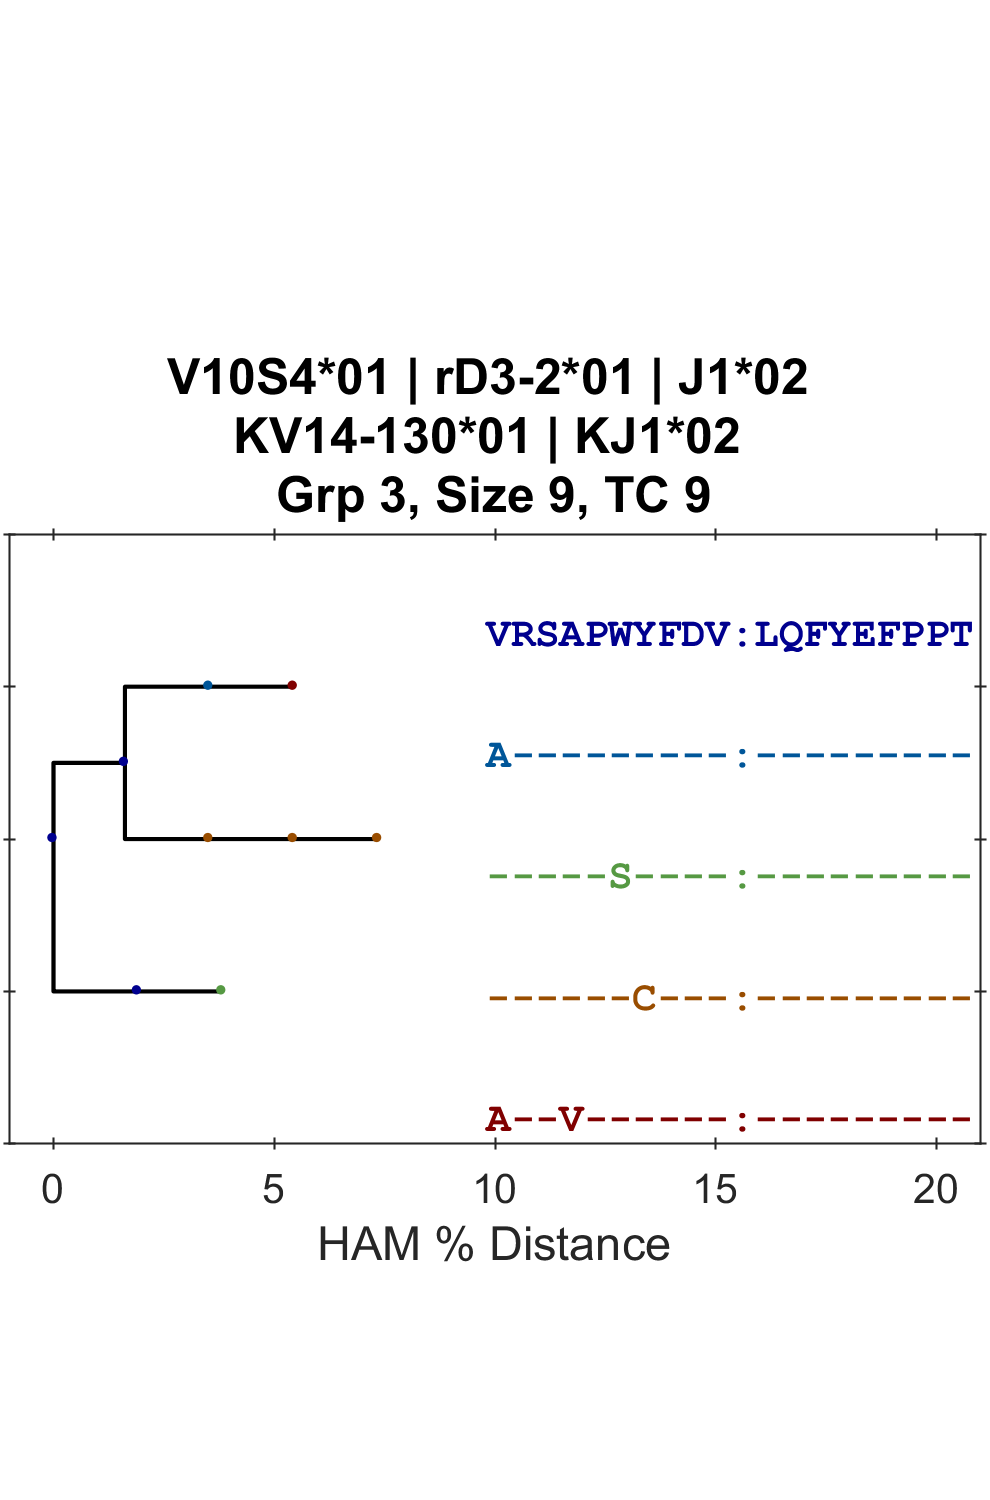 V10S4*01 | rD3-2*01 | J1*02
KV14-130*01 | KJ1*02
Grp 3, Size 9, TC 9
VRSAPWYFDV:LQFYEFPPT
A---------:---------
-----S----:---------
------C---:---------
A--V------:---------
0 5 10 15 20
HAM % Distance